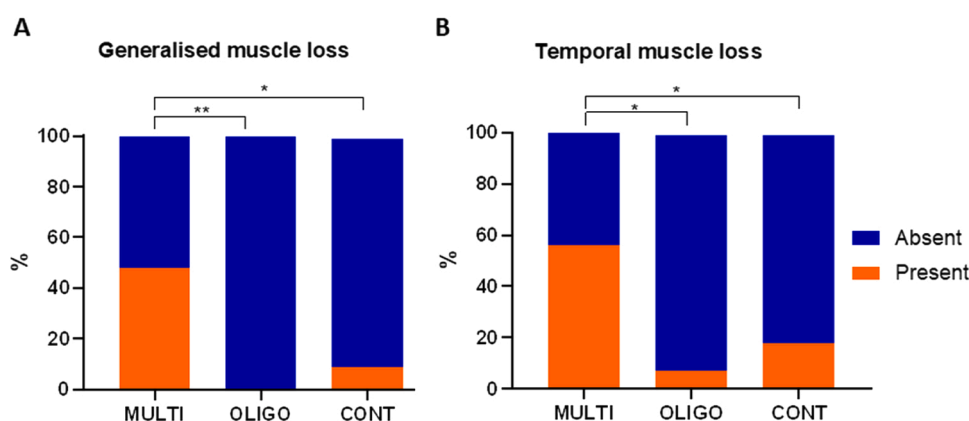 A
Generalised muscle loss
*
**
100
80
60
40
20
0
%
MULTI OLIGO CONT
B
Temporal muscle loss
*
*
100
80
60
40
20
0
%
MULTI OLIGO CONT
Absent
Present